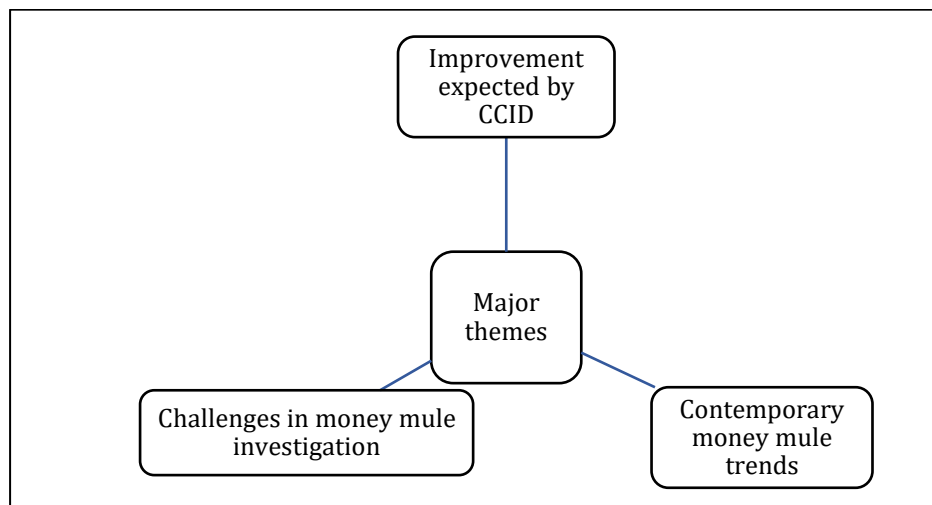 Improvement
expected by
CCID
Major
themes
Challenges in money mule
investigation
Contemporary
money mule
trends